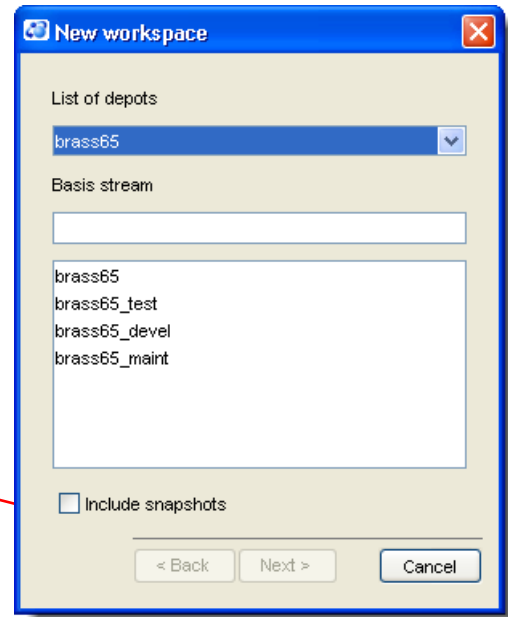 New workspace
List of depots
brass65
Basis stream
brass65
brass65_test
brass65_devel
brass65_maint
Include snapshots
< Back Next > Cancel